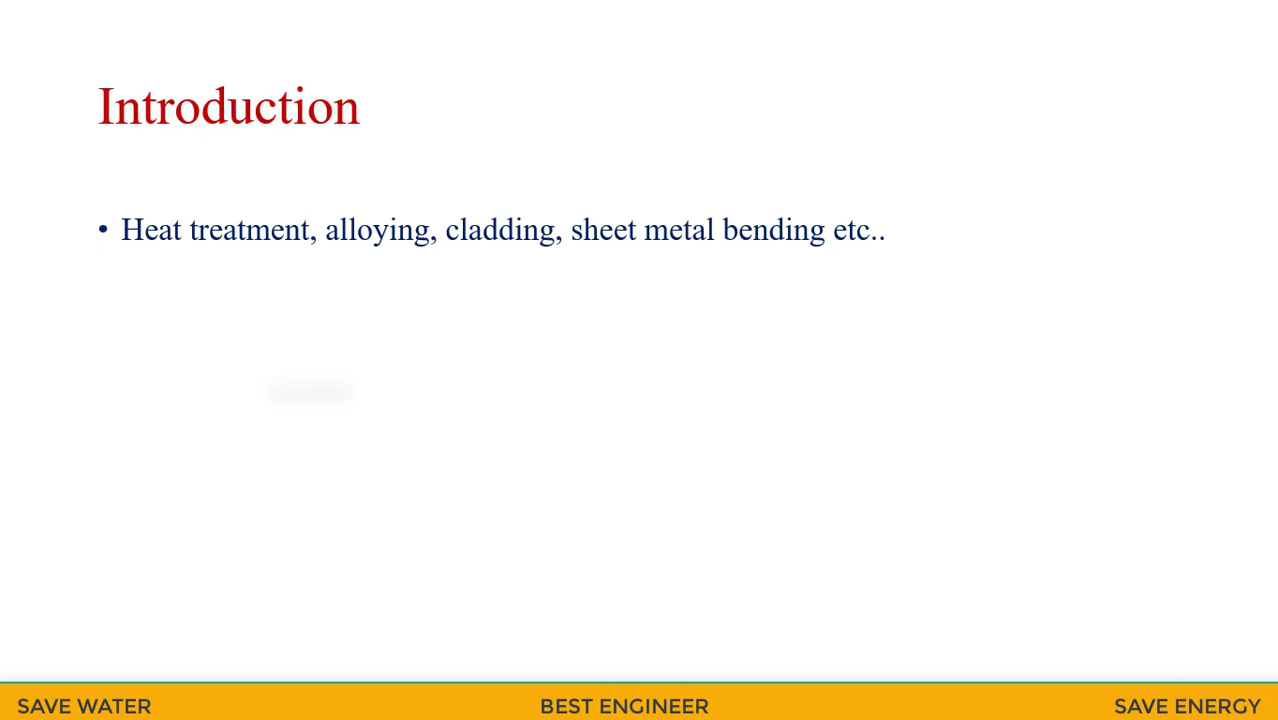 Introduction
• Heat treatment, alloying, cladding, sheet metal bending etc..
SAVE WATER
BEST ENGINEER
SAVE ENERGY